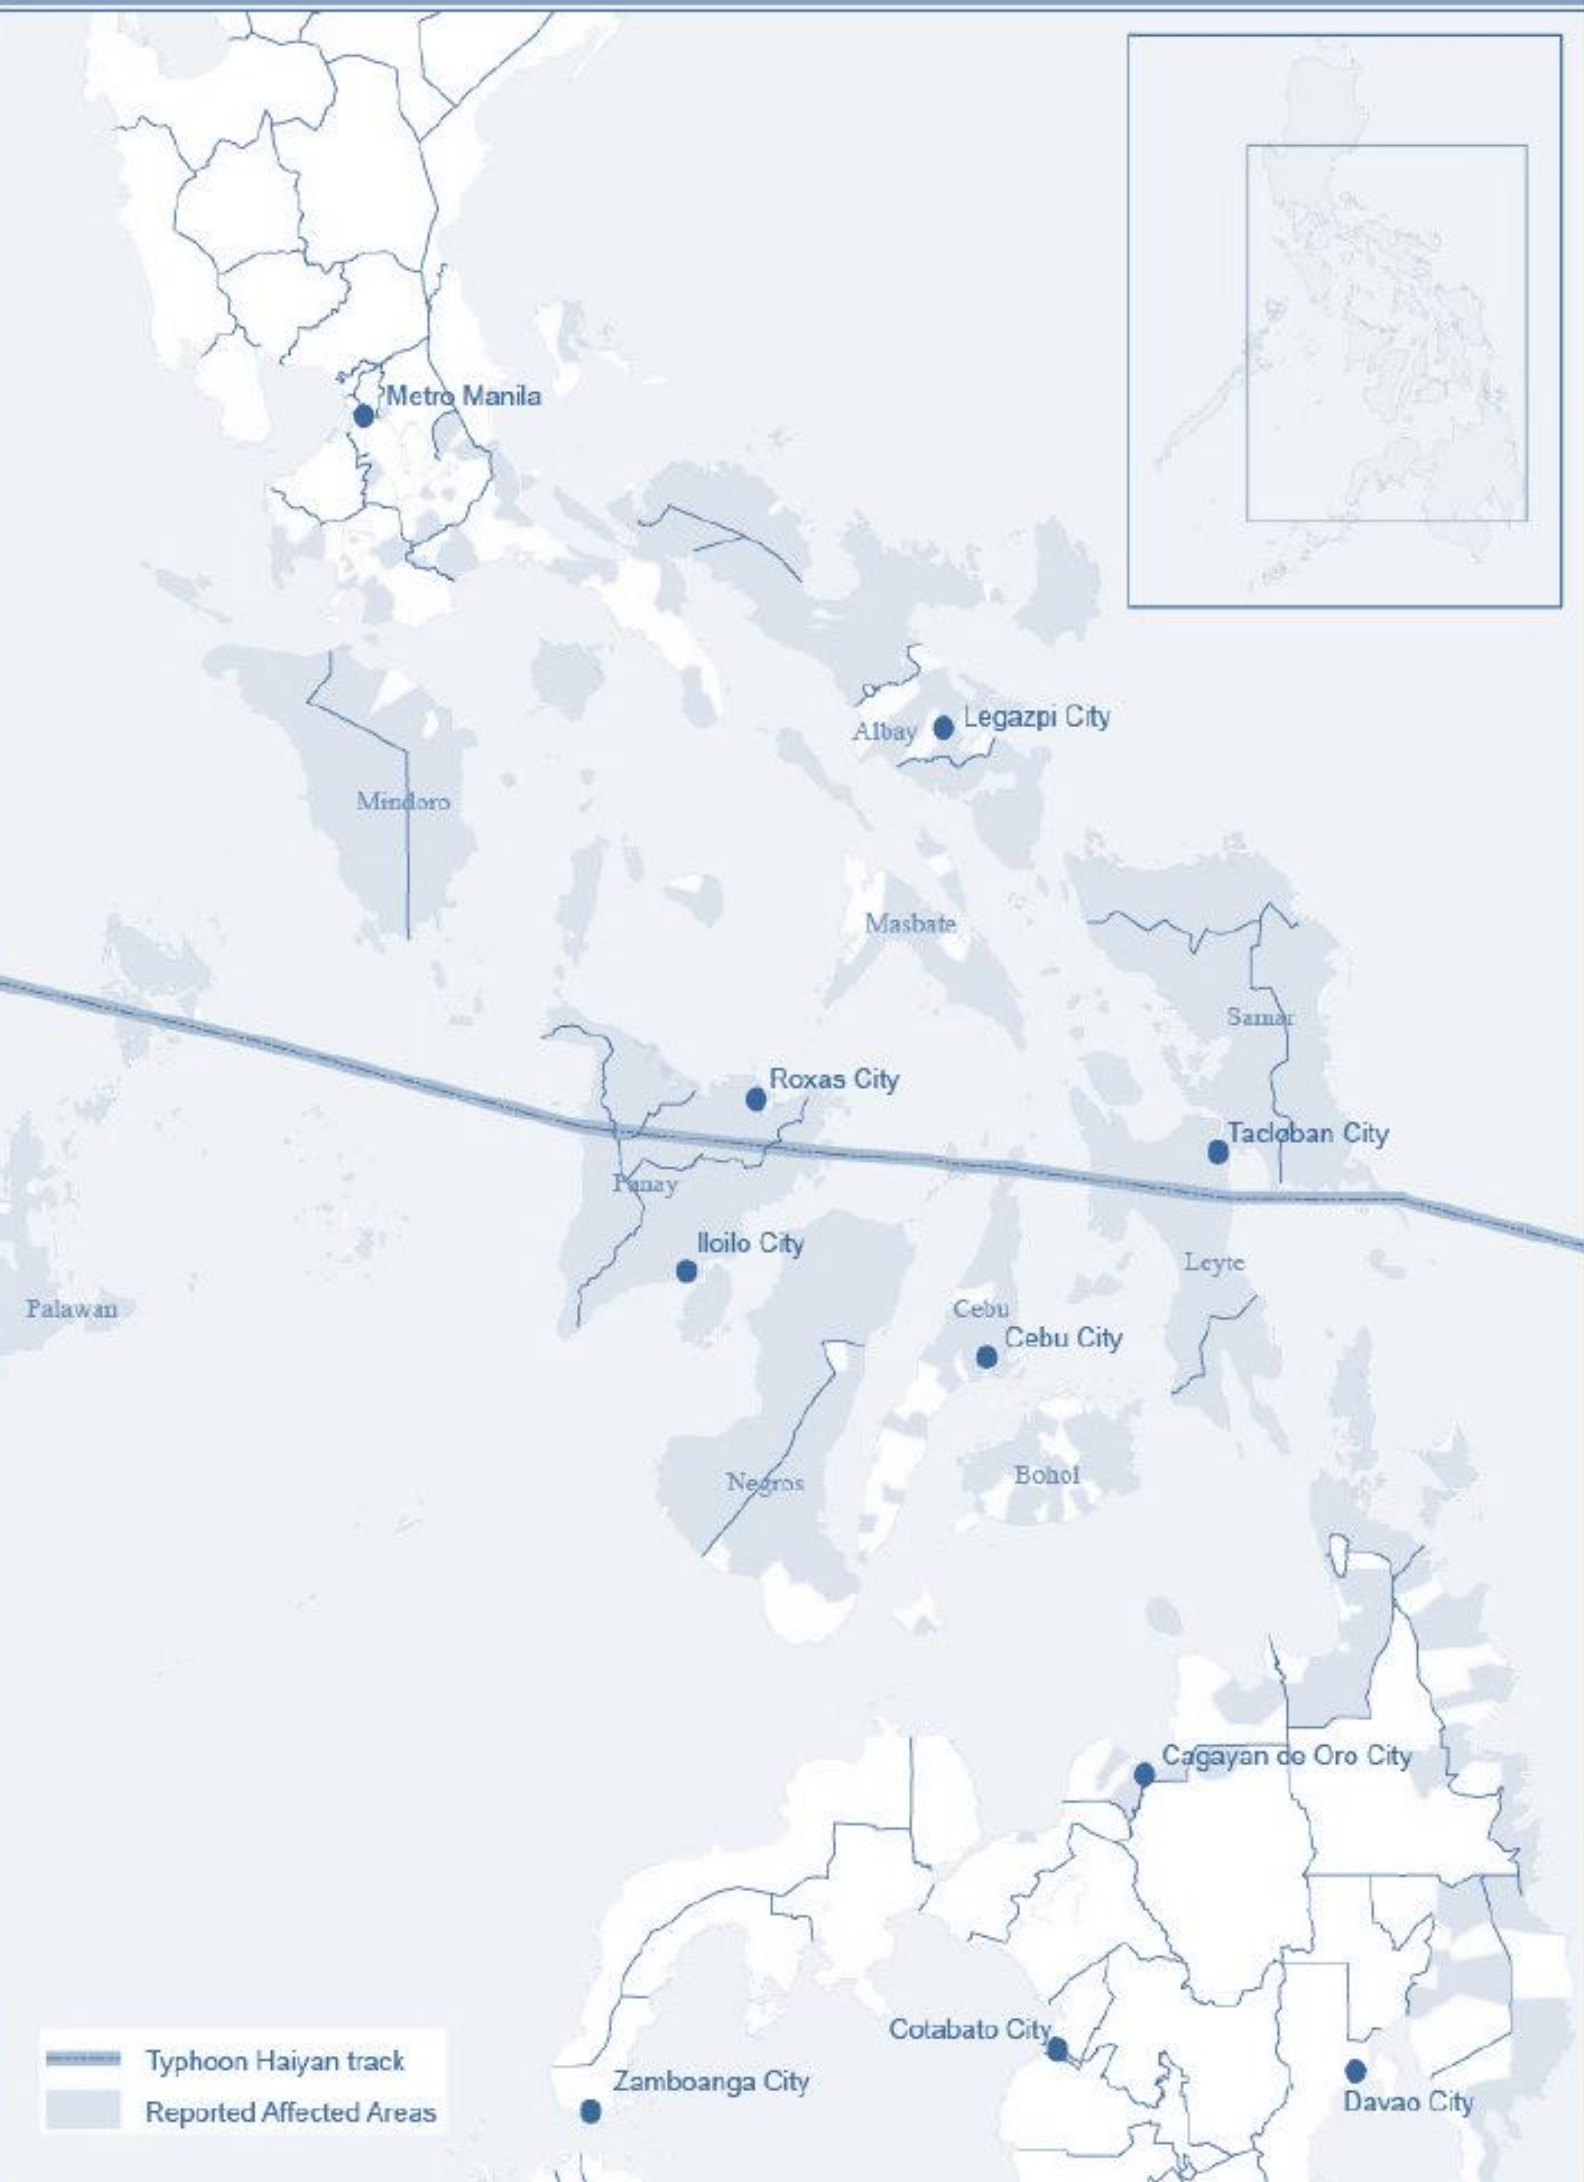 Metro Manila
Legazpi City
Albay
Mindoro
Masbate
Samar
Roxas City
Tacloban City
Panay
Iloilo City
Leyte
Palawan
Cebu
Cebu City
Bohol
Negros
Cagayan de Oro City
Cotabato City
Zamboanga City
Davao City
Typhoon Haiyan track
Reported Affected Areas